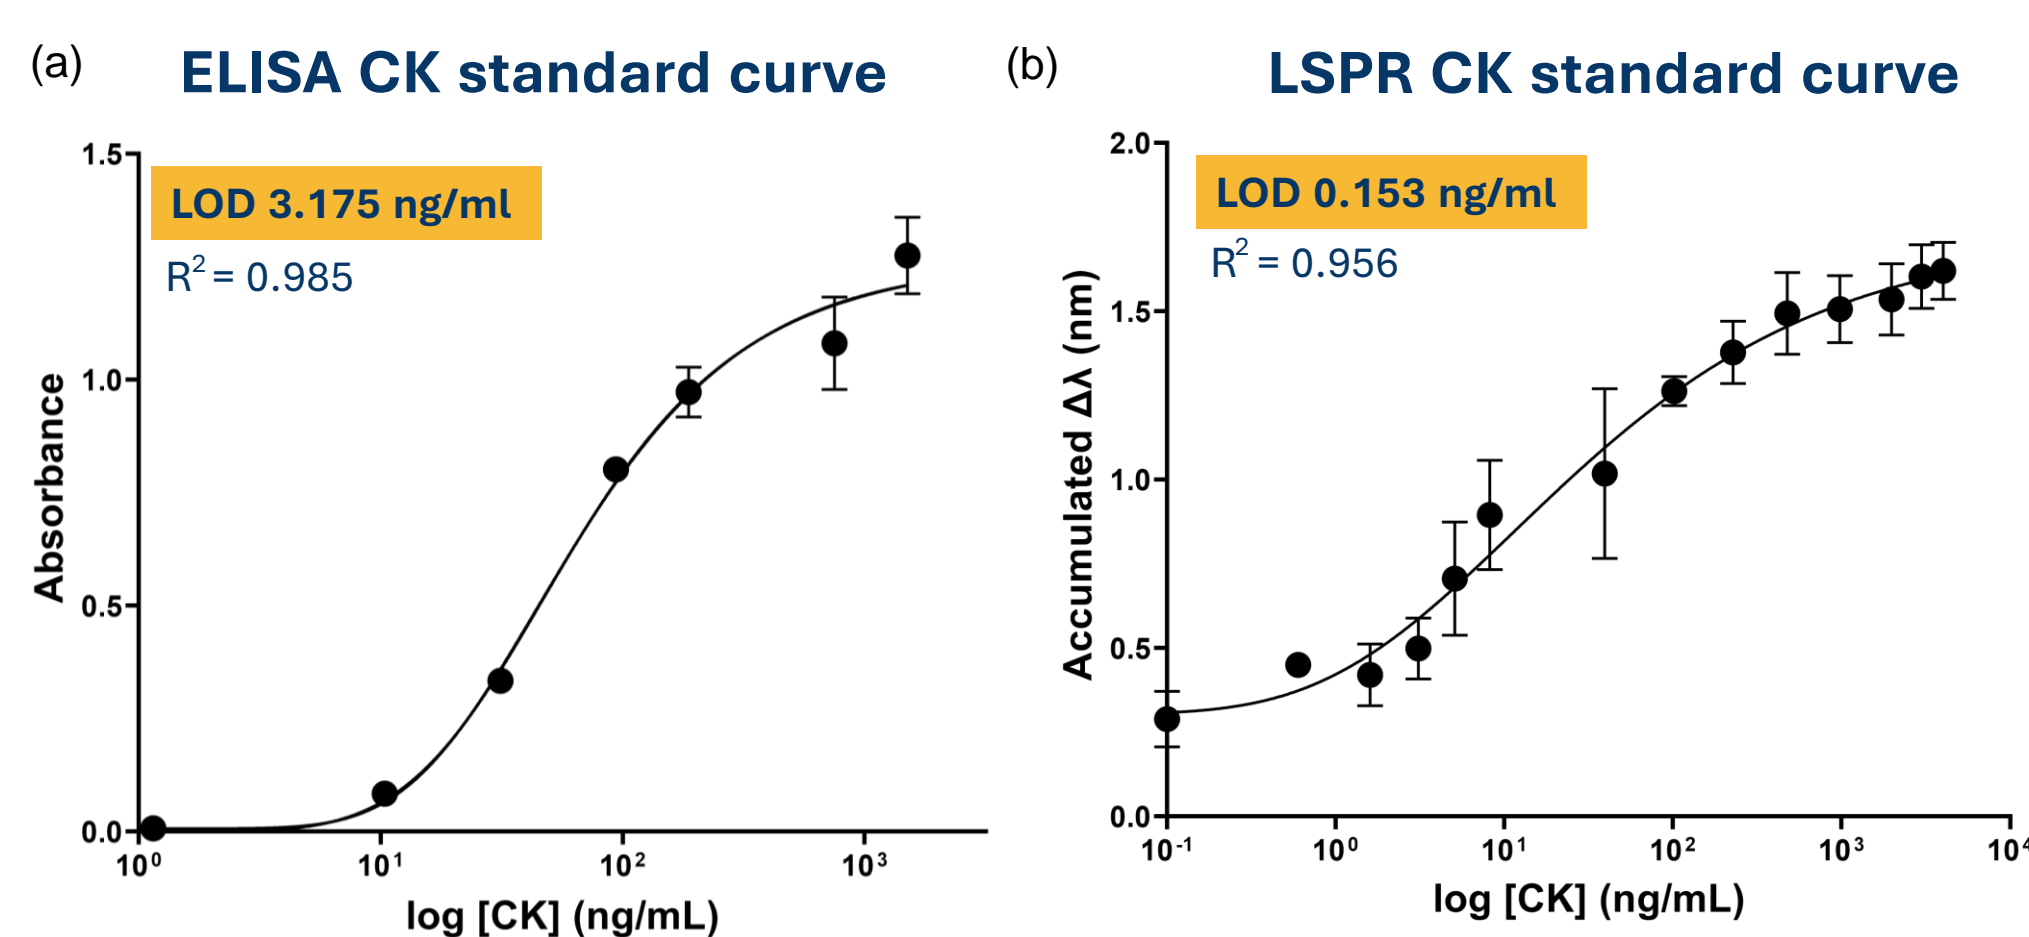 (a) ELISA CK standard curve
LOD 3.175 ng/ml
R² = 0.985
Absorbance
1.5
1.0
0.5
0.0
10⁰ 10¹ 10² 10³
log [CK] (ng/mL)
(b) LSPR CK standard curve
LOD 0.153 ng/ml
R² = 0.956
Accumulated Δλ (nm)
2.0
1.5
1.0
0.5
0.0
10⁻¹ 10⁰ 10¹ 10² 10³ 10⁴
log [CK] (ng/mL)